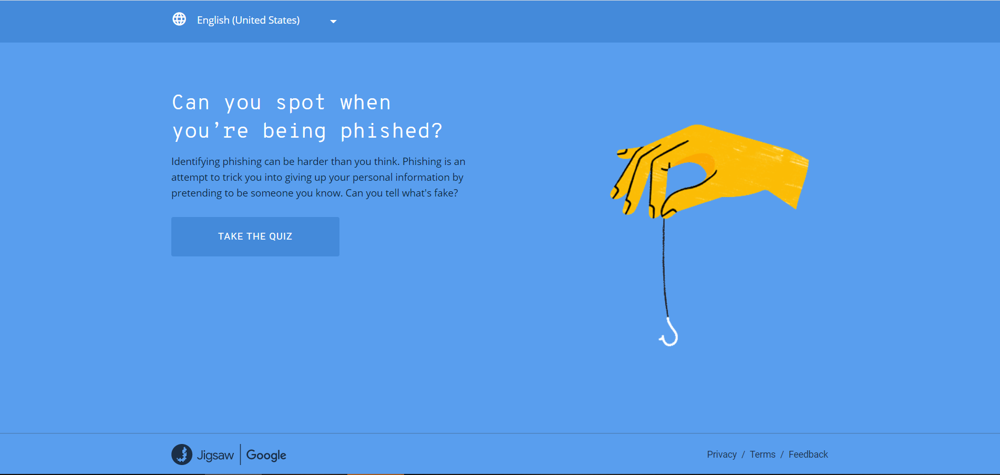 English (United States)
Can you spot when
you’re being phished?
Identifying phishing can be harder than you think. Phishing is an
attempt to trick you into giving up your personal information by
pretending to be someone you know. Can you tell what's fake?
TAKE THE QUIZ
Jigsaw | Google
Privacy / Terms / Feedback